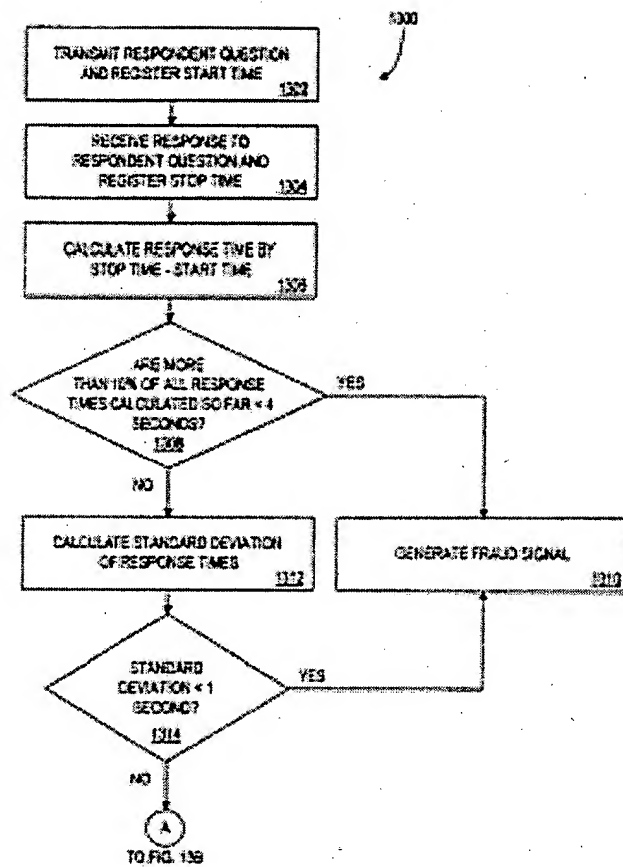 1300
TRANSMIT RESPONDENT QUESTION
AND REGISTER START TIME
1302
RECEIVE RESPONSE TO
RESPONDENT QUESTION AND
REGISTER STOP TIME
1304
CALCULATE RESPONSE TIME BY
STOP TIME - START TIME
1306
ARE MORE
THAN 10% OF ALL RESPONSE
TIMES CALCULATED SO FAR < 4
SECONDS?
1308
YES
NO
CALCULATE STANDARD DEVIATION
OF RESPONSE TIMES
1312
GENERATE FRAUD SIGNAL
1310
STANDARD
DEVIATION < 1
SECOND?
1314
YES
NO
A
TO FIG. 13B